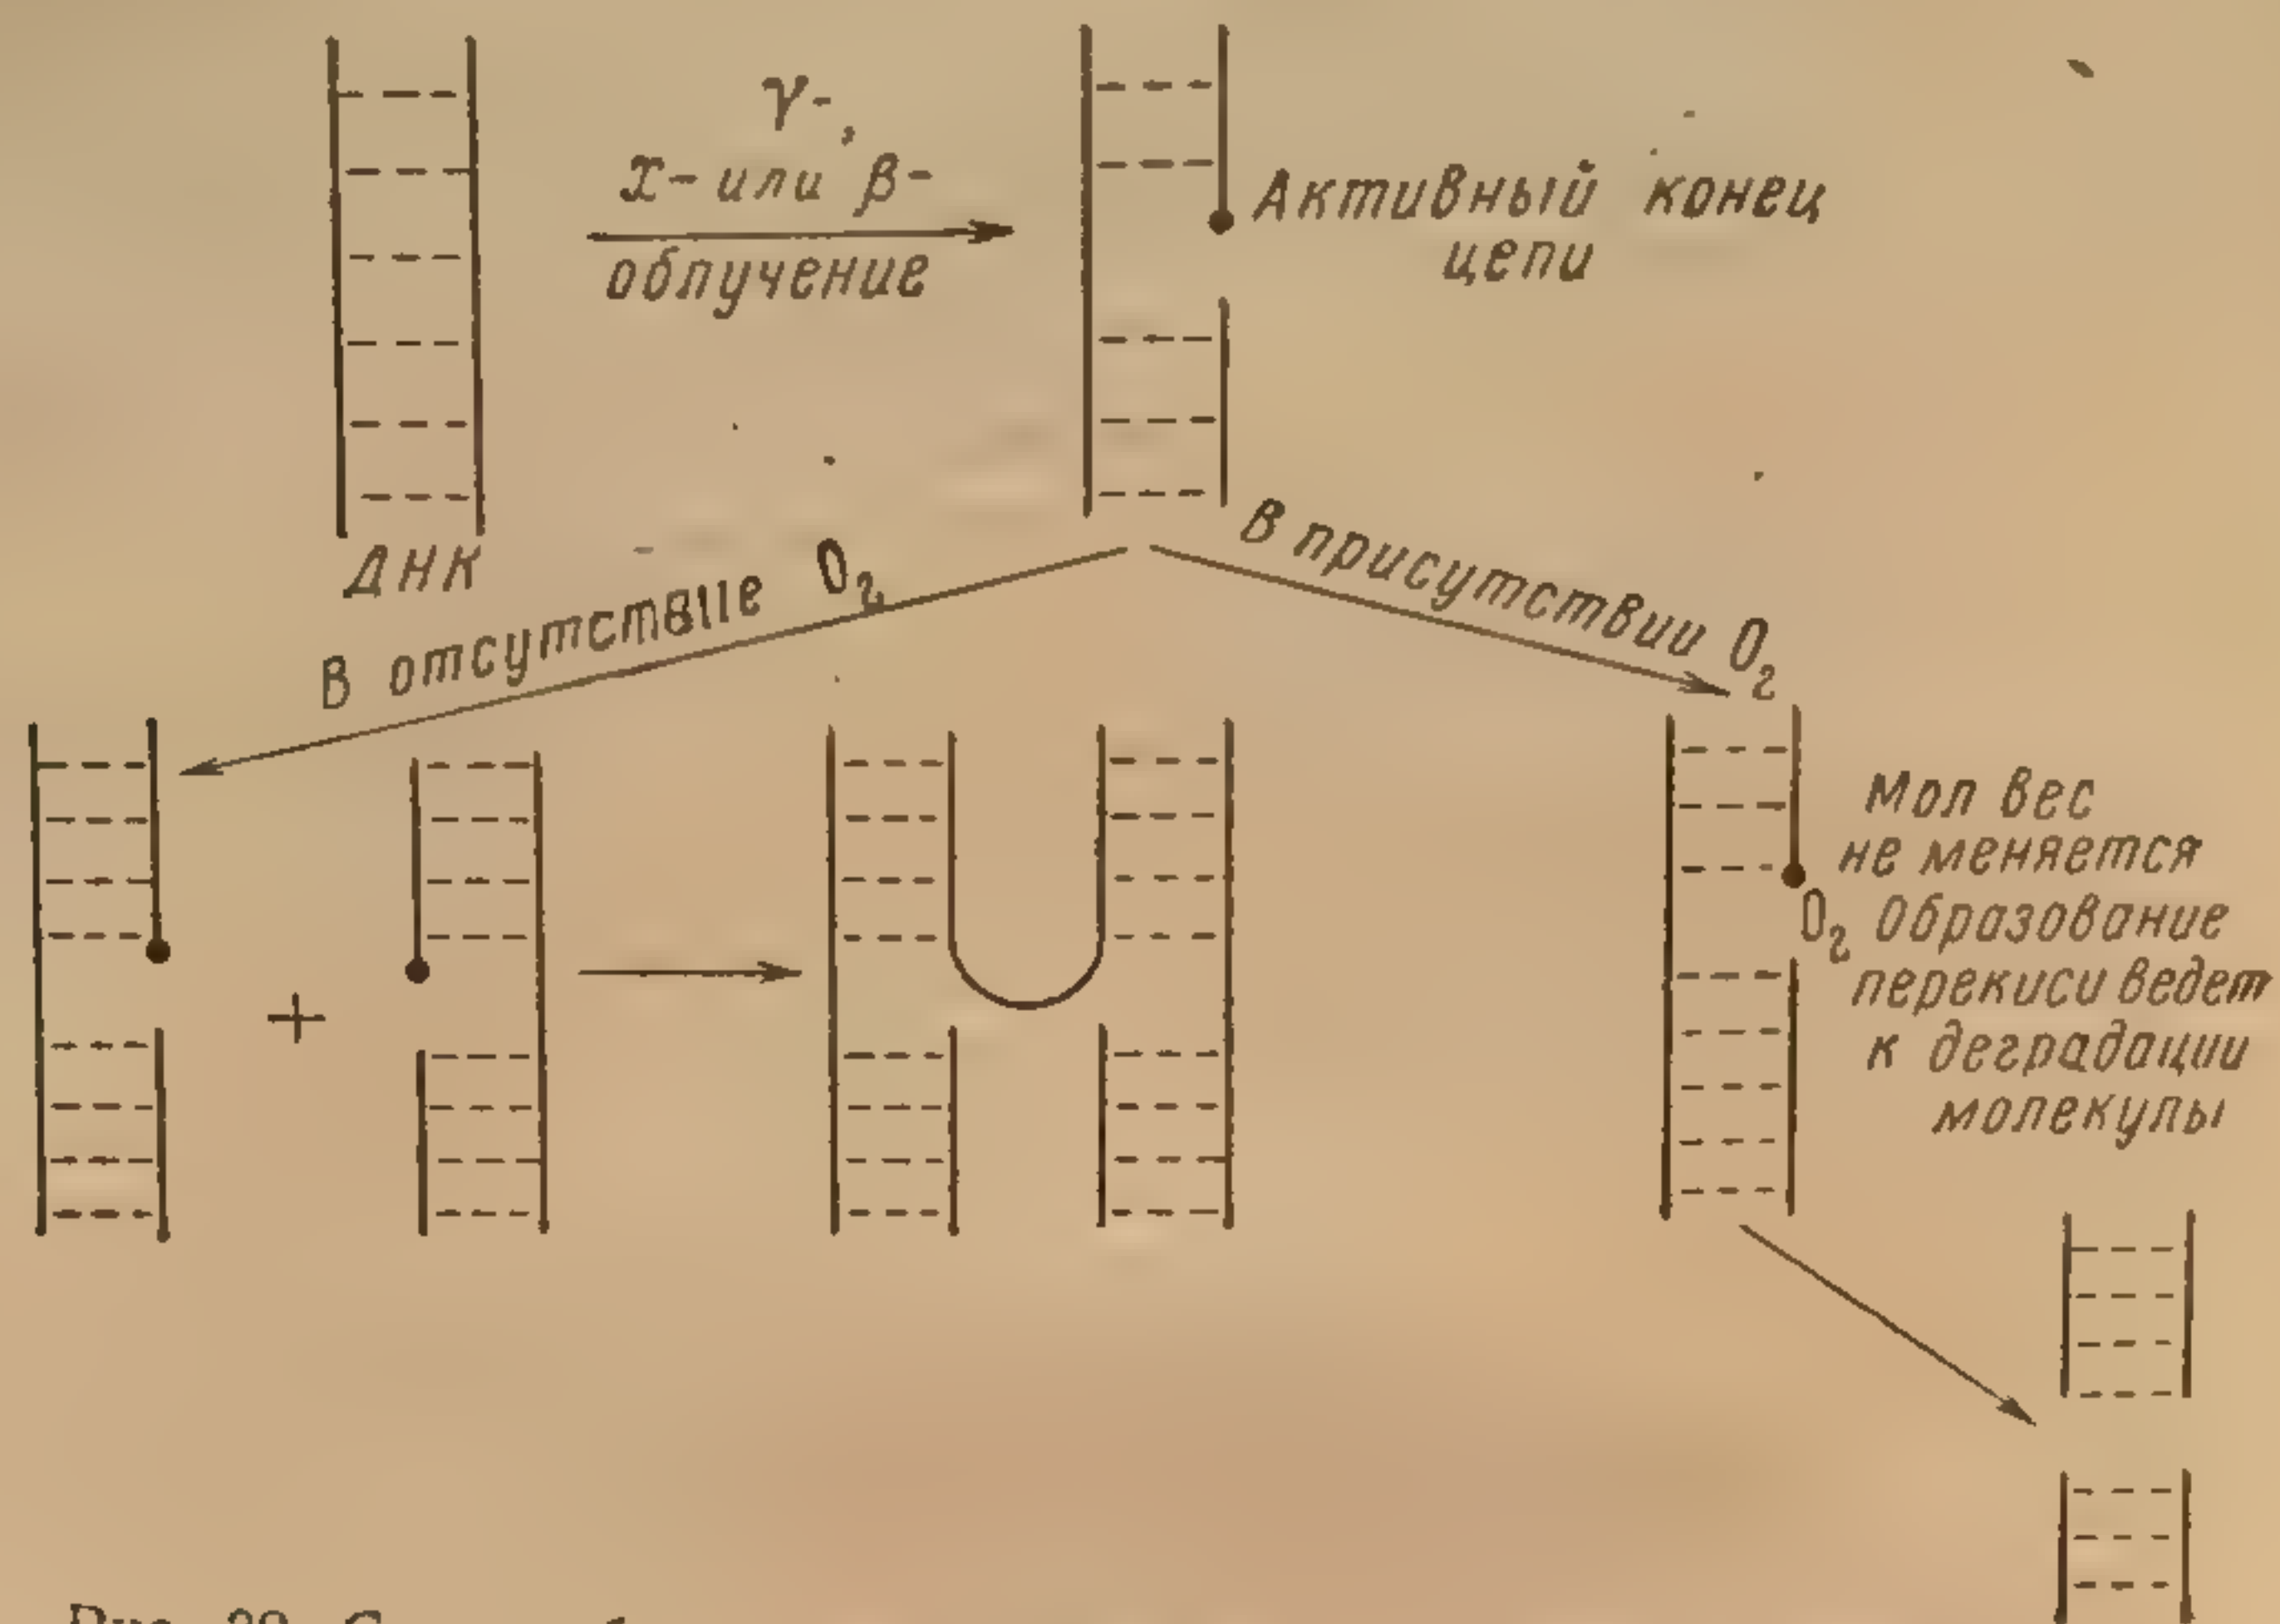 γ-,
x- или β-
облучение
Активный конец
цепи
ДНК
В отсутствие O₂
В присутствии O₂
Мол вес
не меняется
O₂ Образование
перекиси ведет
к деградации
молекулы